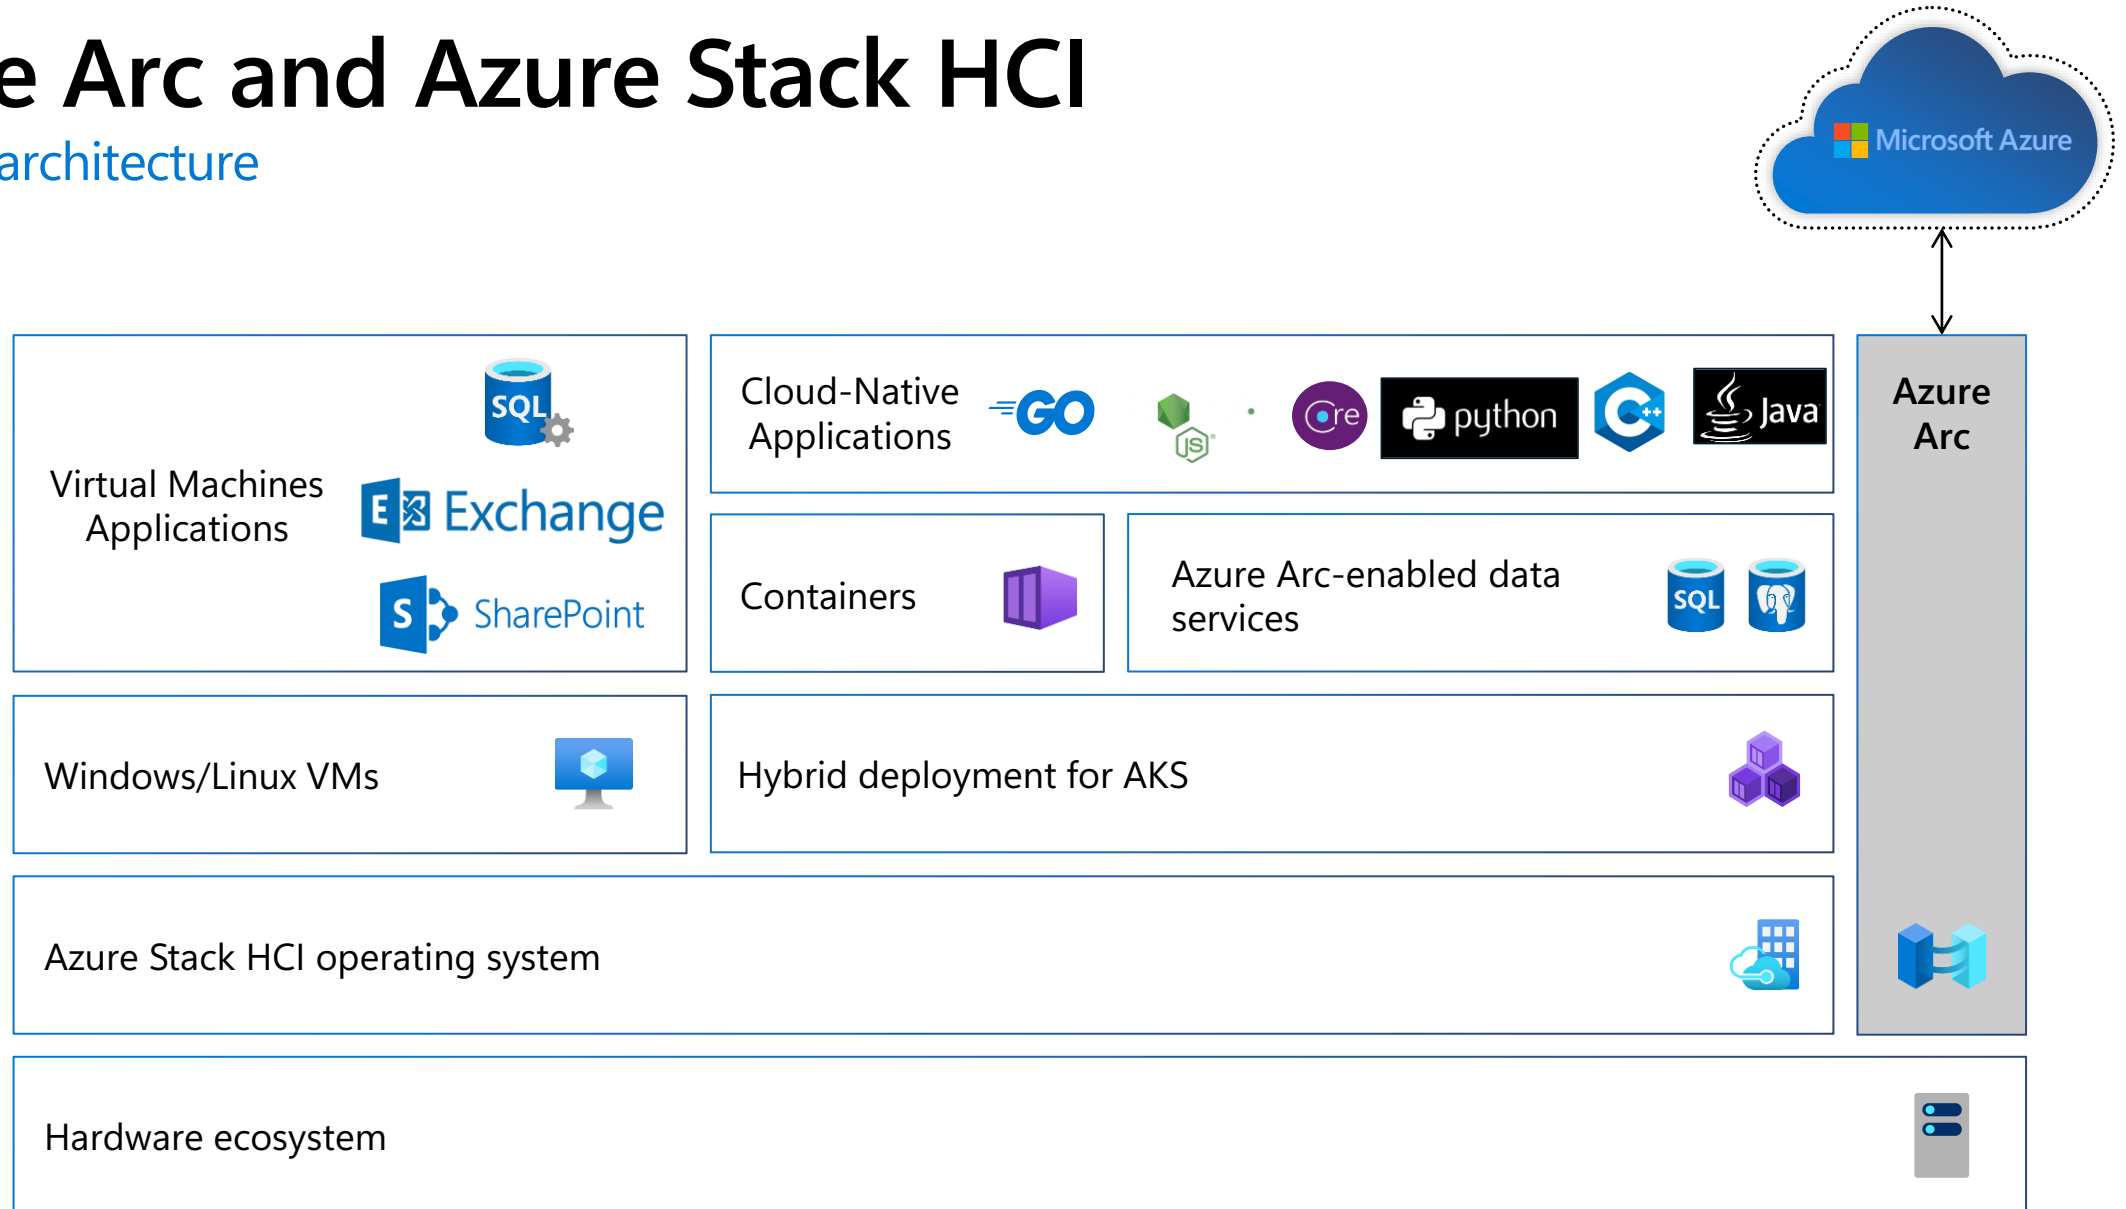 e Arc and Azure Stack HCI
architecture
Microsoft Azure
SQL
Virtual Machines
Applications
E Exchange
S SharePoint
Cloud-Native
Applications
GO
JS
Core
python
C++
Java
Azure
Arc
Containers
Azure Arc-enabled data
services
SQL
Windows/Linux VMs
Hybrid deployment for AKS
Azure Stack HCI operating system
Hardware ecosystem